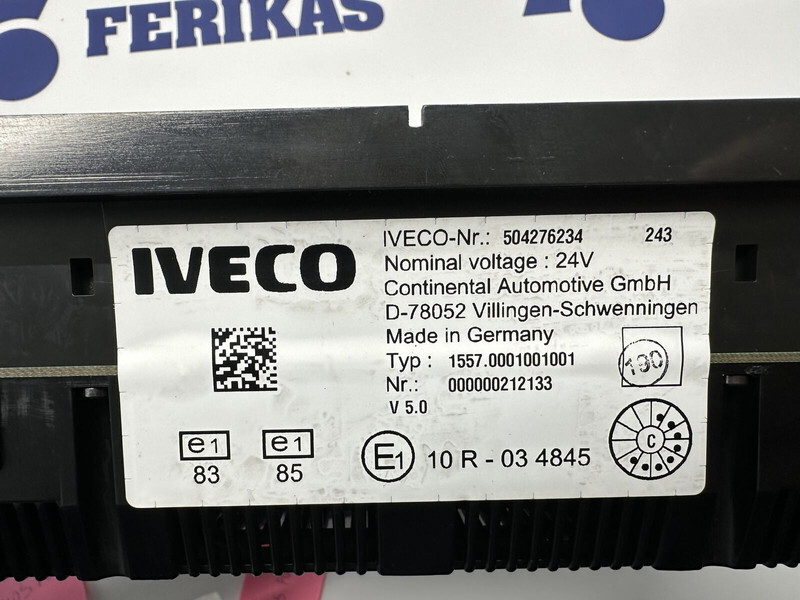 FERIKAS
IVECO
IVECO-Nr.: 504276234 243
Nominal voltage : 24V
Continental Automotive GmbH
D-78052 Villingen-Schwenningen
Made in Germany
Typ : 1557.0001001001
Nr.: 000000212133
V 5.0
190
e1 83
e1 85
E1 10 R - 03 4845
C